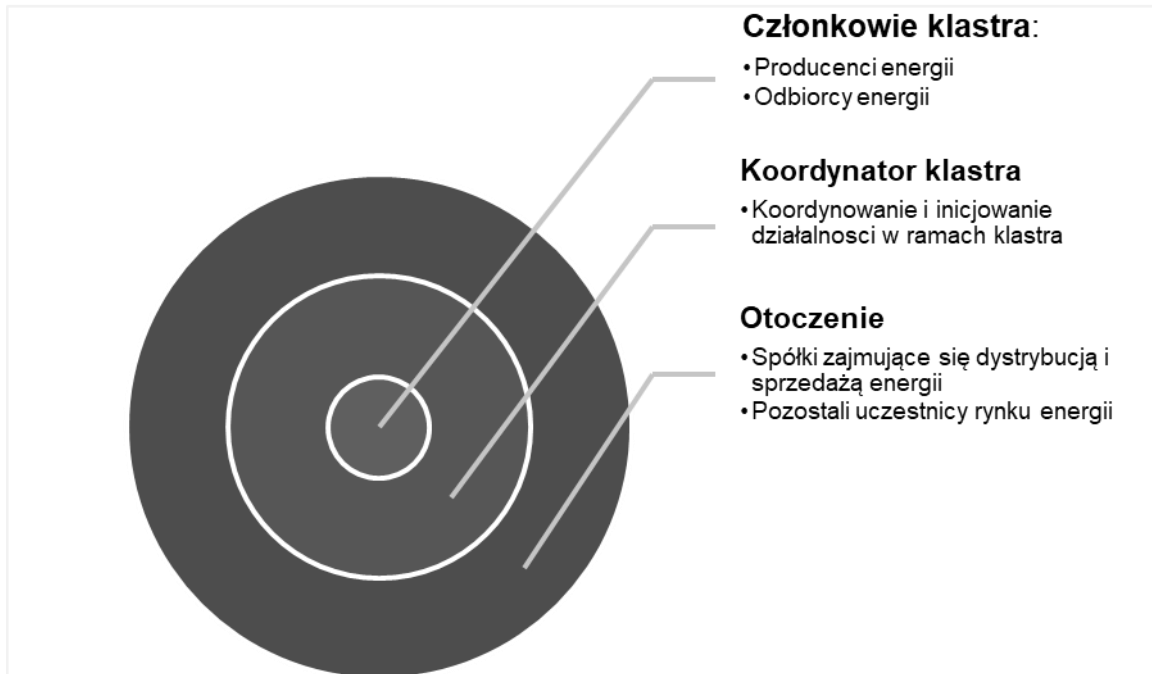 Członkowie klastra:
•Producenci energii
•Odbiorcy energii
Koordynator klastra
•Koordynowanie i inicjowanie
działalnosci w ramach klastra
Otoczenie
•Spółki zajmujące się dystrybucją i
sprzedażą energii
•Pozostali uczestnicy rynku energii